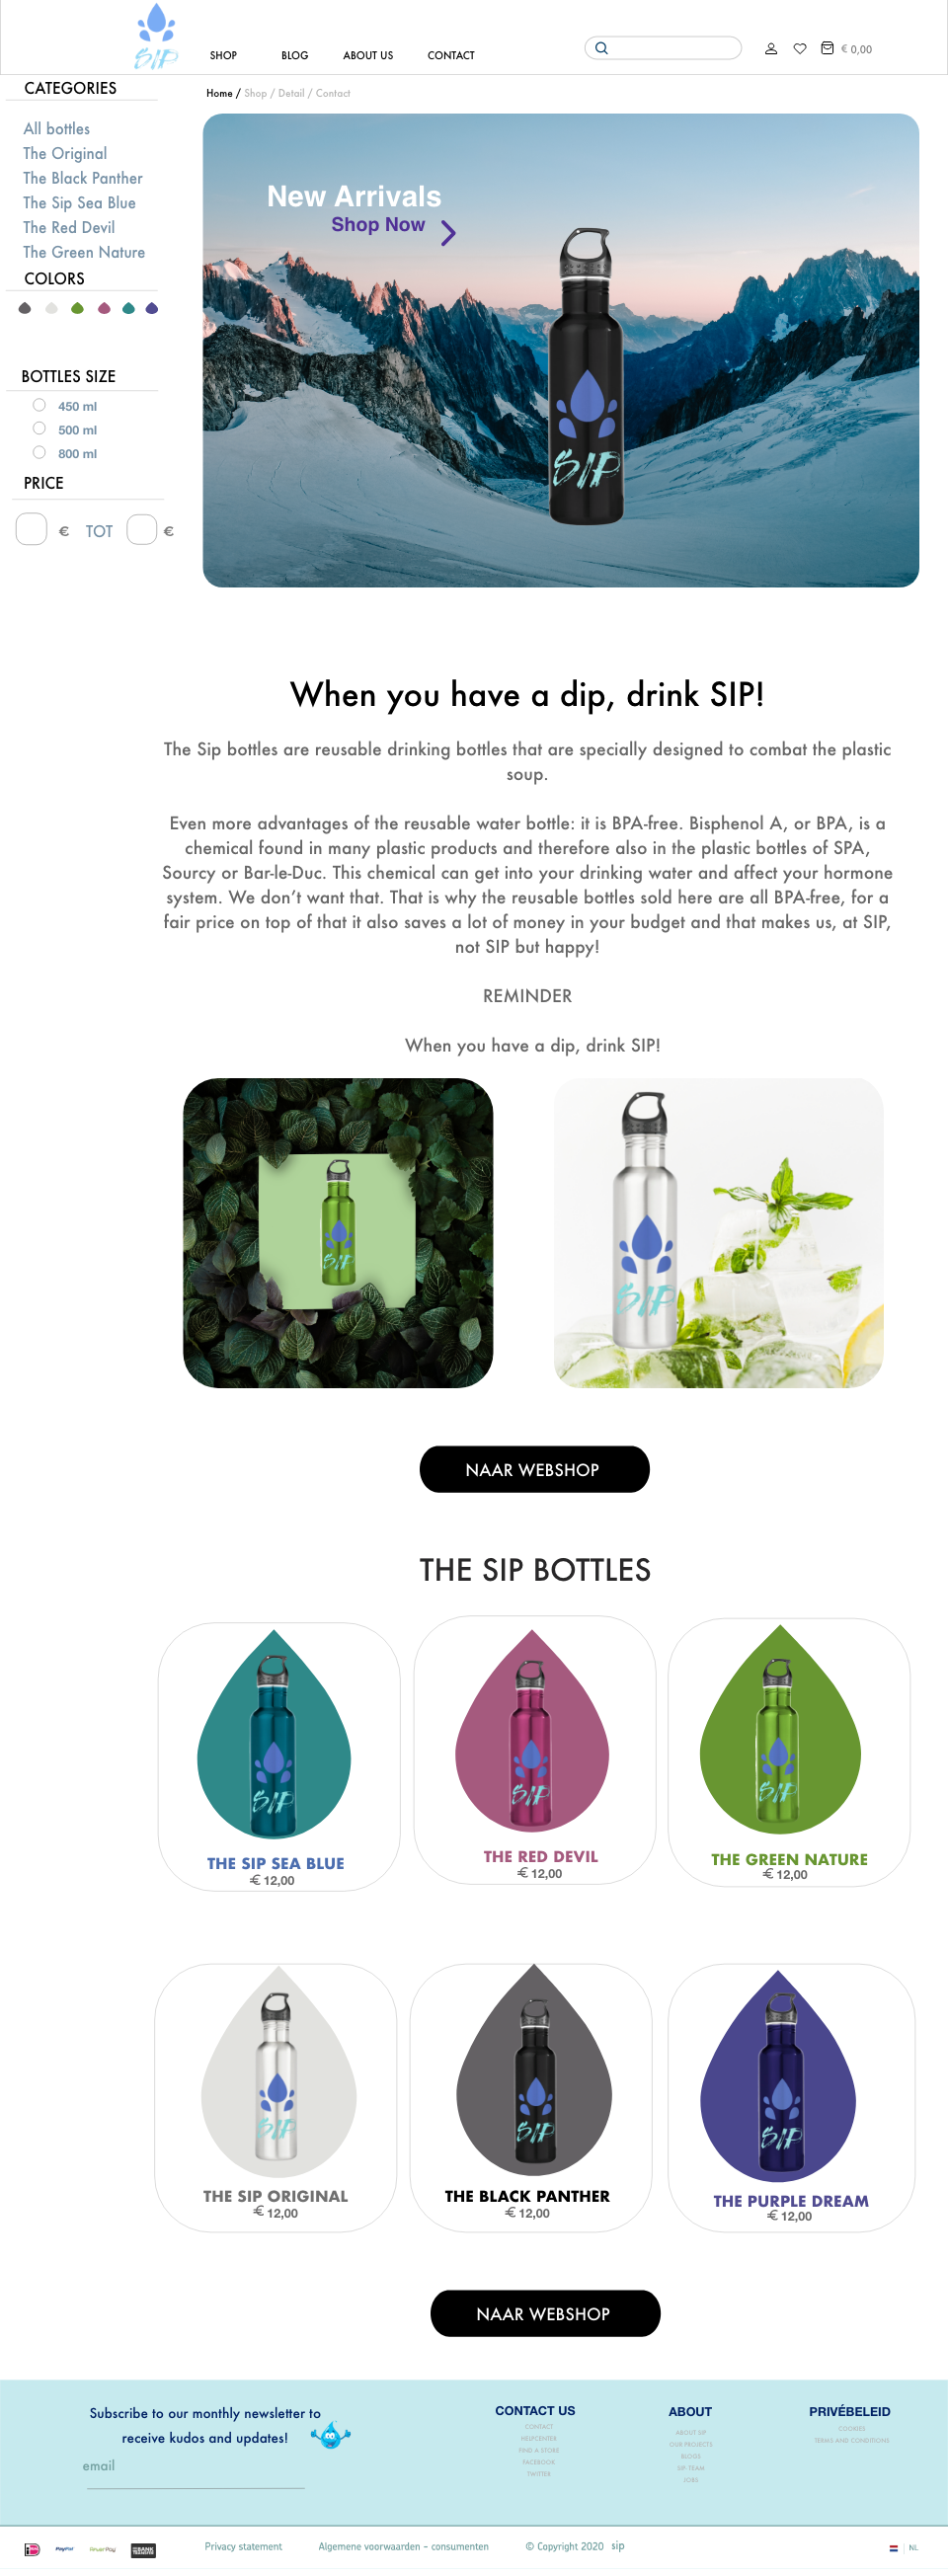 SIP
SHOP BLOG ABOUT US CONTACT
€ 0,00
CATEGORIES
All bottles
The Original
The Black Panther
The Sip Sea Blue
The Red Devil
The Green Nature
COLORS
BOTTLES SIZE
450 ml
500 ml
800 ml
PRICE
€ TOT €
Home / Shop / Detail / Contact
New Arrivals
Shop Now
SIP
When you have a dip, drink SIP!
The Sip bottles are reusable drinking bottles that are specially designed to combat the plastic
soup.
Even more advantages of the reusable water bottle: it is BPA-free. Bisphenol A, or BPA, is a
chemical found in many plastic products and therefore also in the plastic bottles of SPA,
Sourcy or Bar-le-Duc. This chemical can get into your drinking water and affect your hormone
system. We don’t want that. That is why the reusable bottles sold here are all BPA-free, for a
fair price on top of that it also saves a lot of money in your budget and that makes us, at SIP,
not SIP but happy!
REMINDER
When you have a dip, drink SIP!
SIP
SIP
NAAR WEBSHOP
THE SIP BOTTLES
SIP
THE SIP SEA BLUE
€ 12,00
SIP
THE RED DEVIL
€ 12,00
SIP
THE GREEN NATURE
€ 12,00
SIP
THE SIP ORIGINAL
€ 12,00
SIP
THE BLACK PANTHER
€ 12,00
SIP
THE PURPLE DREAM
€ 12,00
NAAR WEBSHOP
Subscribe to our monthly newsletter to
receive kudos and updates!
email
CONTACT US
CONTACT
HELPCENTER
FIND A STORE
FACEBOOK
TWITTER
ABOUT
ABOUT SIP
OUR PROJECTS
BLOGS
SIP-TEAM
JOBS
PRIVÉBELEID
COOKIES
TERMS AND CONDITIONS
PayPal AfterPay BANK TRANSFER
Privacy statement Algemene voorwaarden – consumenten © Copyright 2020 sip
NL